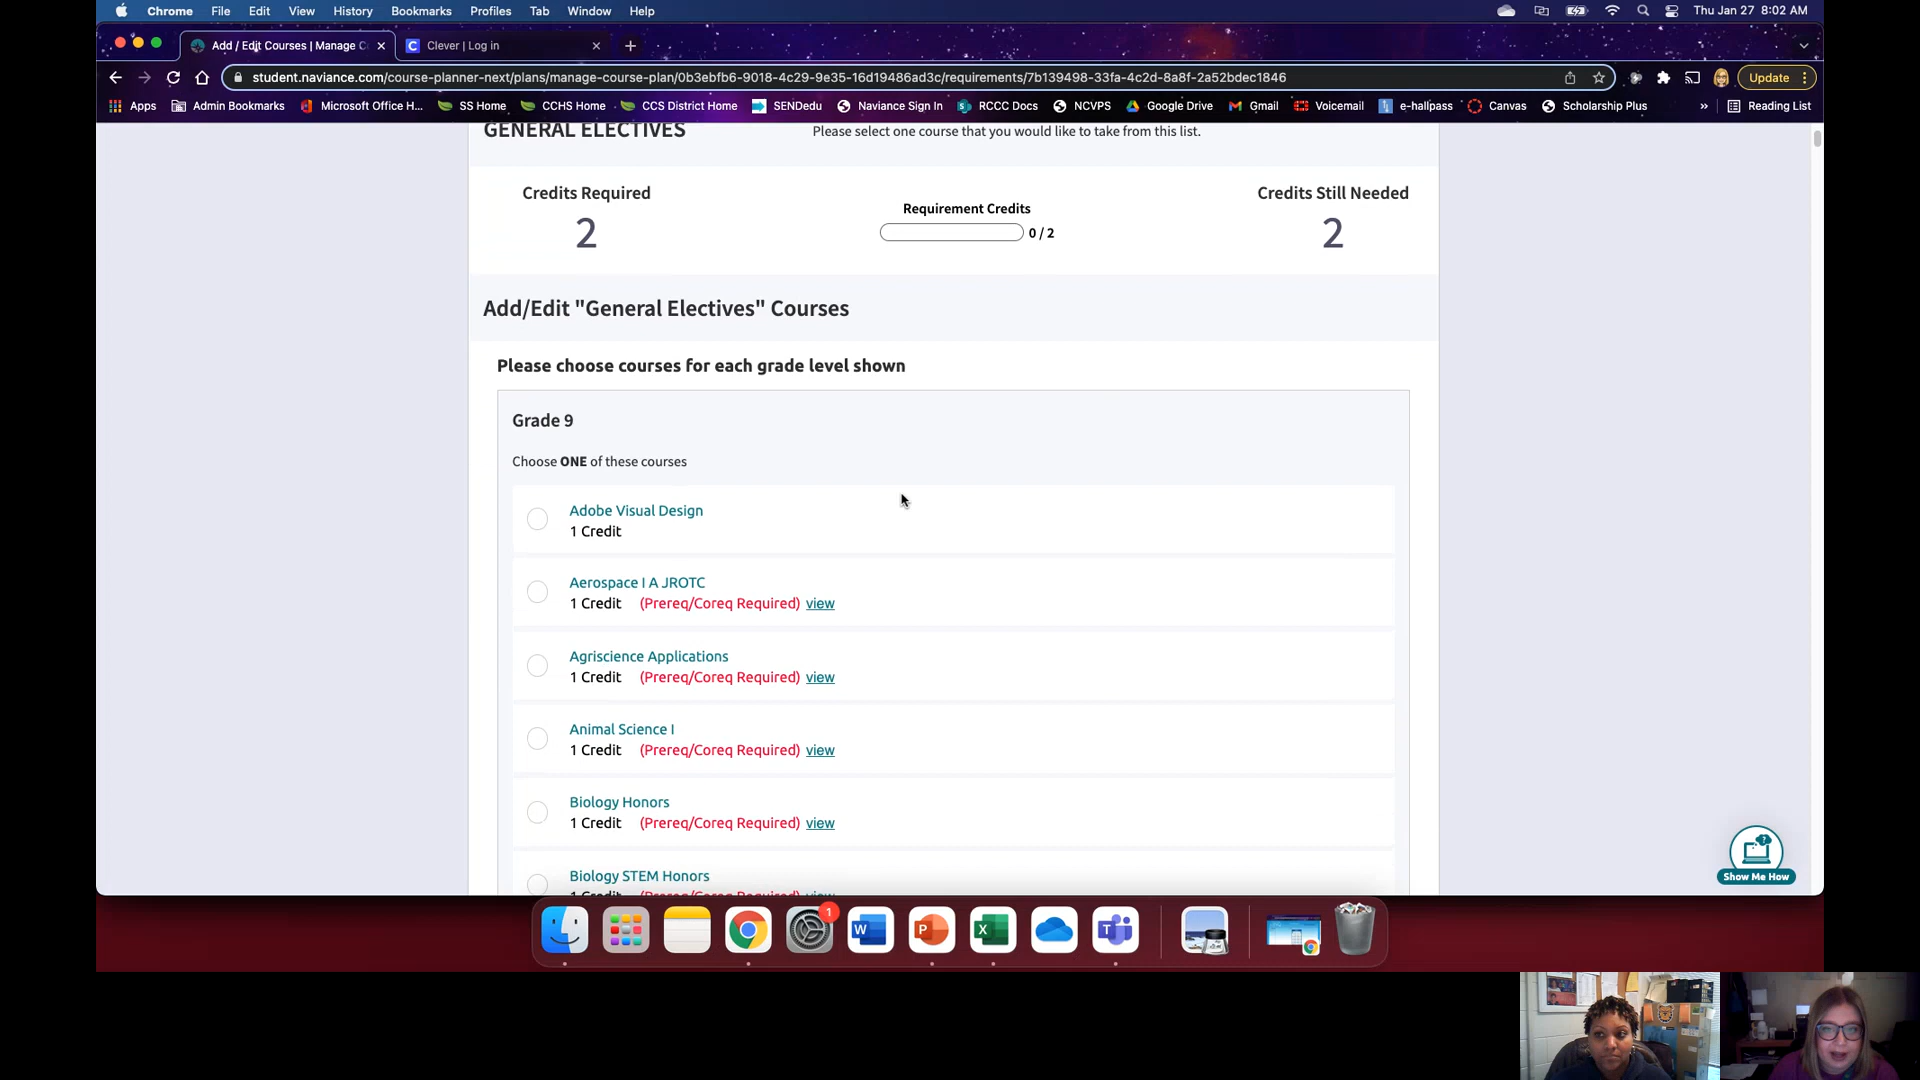 Chrome File Edit View History Bookmarks Profiles Tab Window Help Thu Jan 27 8:02 AM
Add / Edit Courses | Manage C Clever | Log in
student.naviance.com/course-planner-next/plans/manage-course-plan/0b3ebfb6-9018-4c29-9e35-16d19486ad3c/requirements/7b139498-33fa-4c2d-8a8f-2a52bdec1846 Update
Apps Admin Bookmarks Microsoft Office H... SS Home CCHS Home CCS District Home SENDedu Naviance Sign In RCCC Docs NCVPS Google Drive Gmail Voicemail e-hallpass Canvas Scholarship Plus » Reading List
GENERAL ELECTIVES Please select one course that you would like to take from this list.
Credits Required Requirement Credits Credits Still Needed
2 0 / 2 2
Add/Edit "General Electives" Courses
Please choose courses for each grade level shown
Grade 9
Choose ONE of these courses
Adobe Visual Design
1 Credit
Aerospace I A JROTC
1 Credit (Prereq/Coreq Required) view
Agriscience Applications
1 Credit (Prereq/Coreq Required) view
Animal Science I
1 Credit (Prereq/Coreq Required) view
Biology Honors
1 Credit (Prereq/Coreq Required) view
Biology STEM Honors
1 Credit (Prereq/Coreq Required) view
Show Me How
1
W P X T